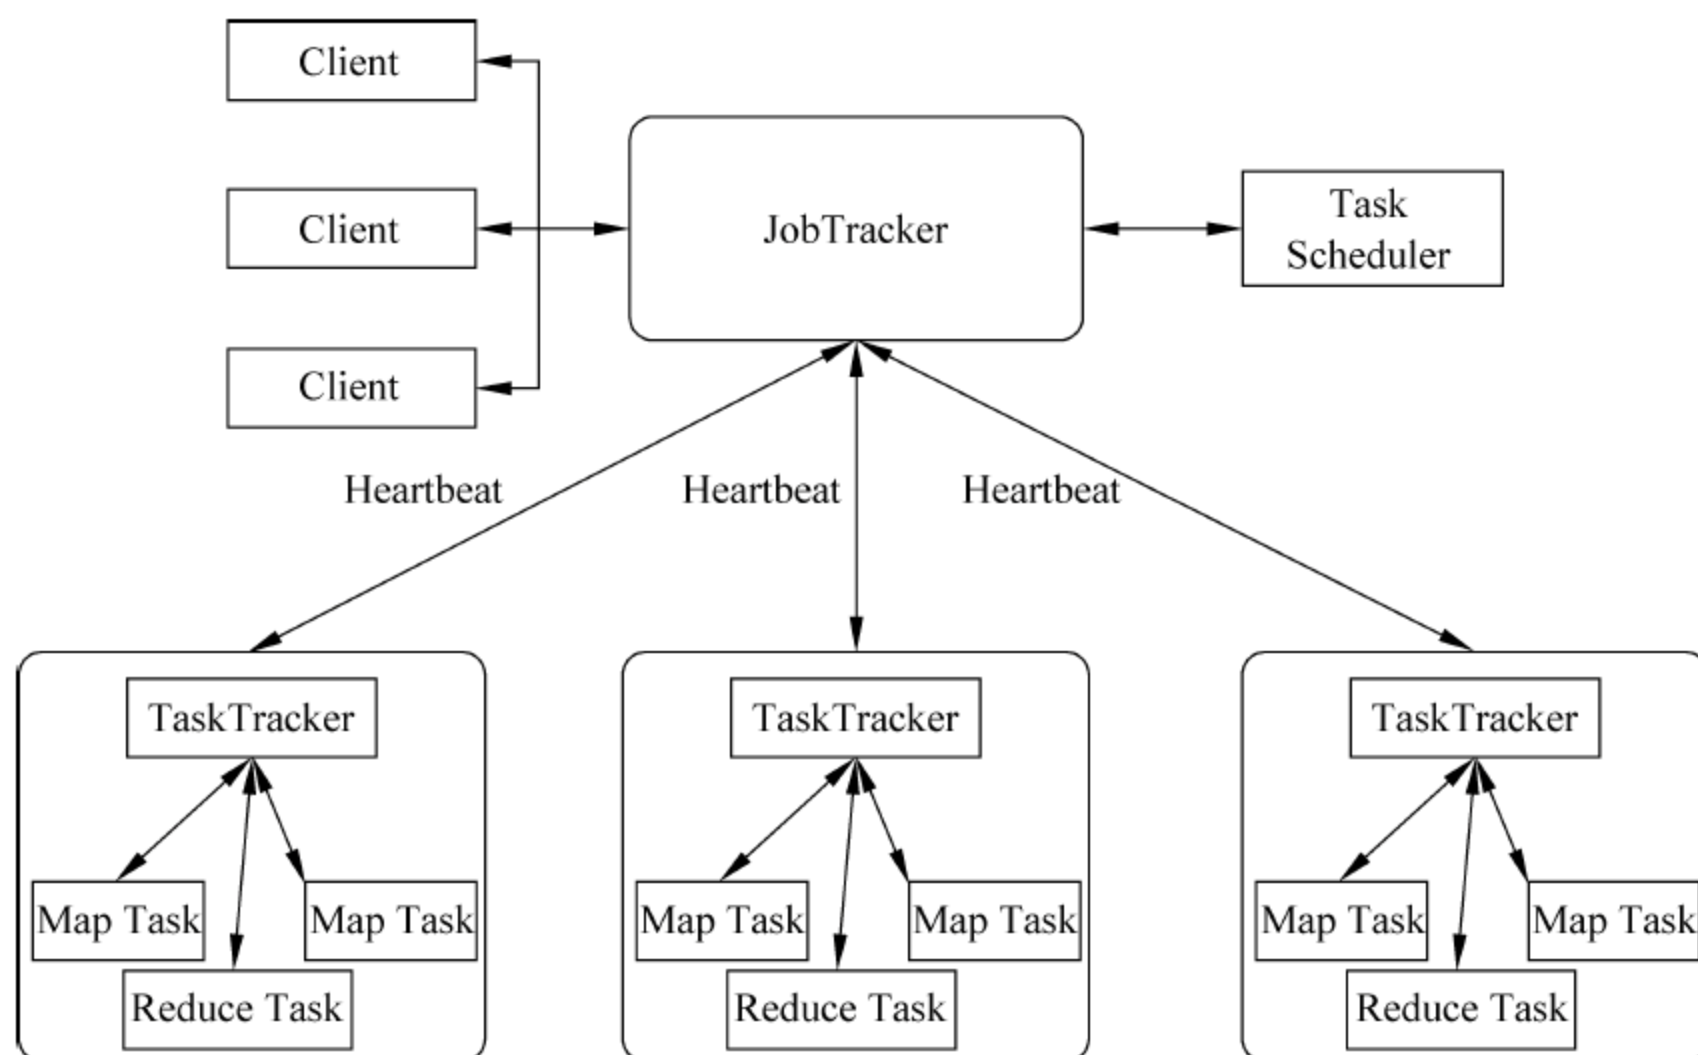 Client
Client
Client
JobTracker
Task
Scheduler
Heartbeat
Heartbeat
Heartbeat
TaskTracker
Map Task
Map Task
Reduce Task
TaskTracker
Map Task
Map Task
Reduce Task
TaskTracker
Map Task
Map Task
Reduce Task